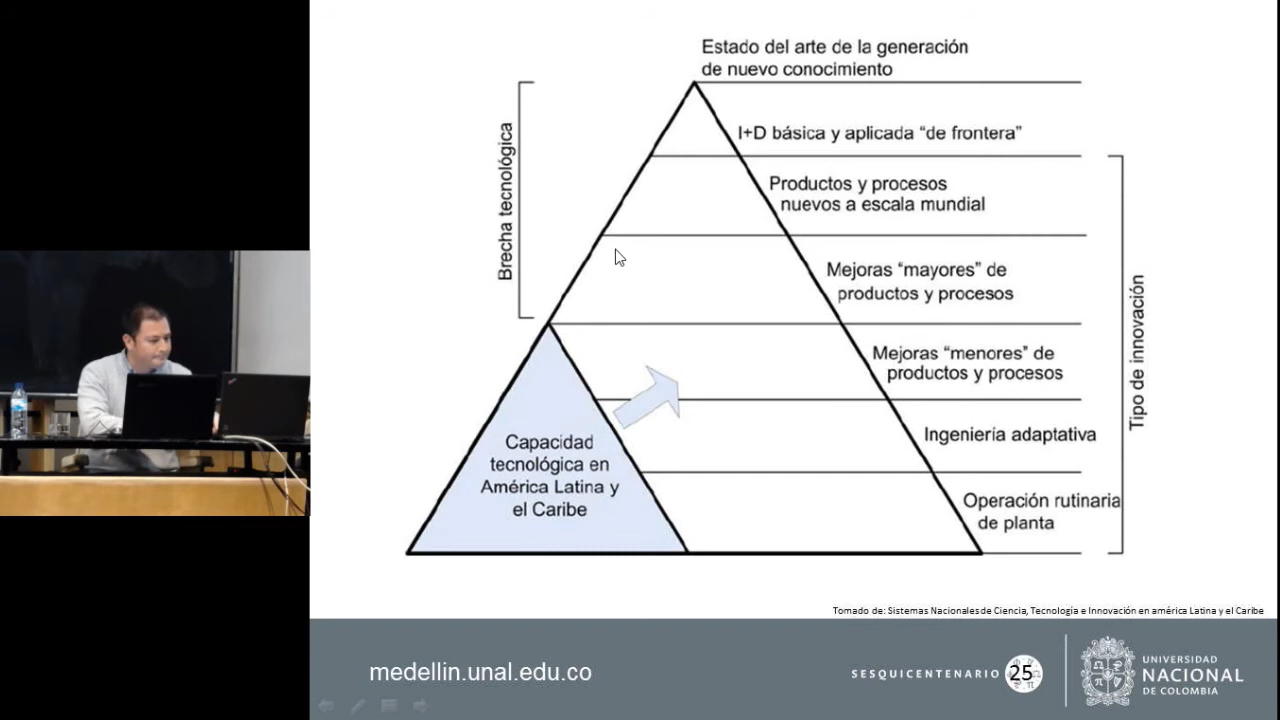 Estado del arte de la generación
de nuevo conocimiento
Brecha tecnológica
I+D básica y aplicada “de frontera”
Productos y procesos
nuevos a escala mundial
Mejoras “mayores” de
productos y procesos
Mejoras “menores” de
productos y procesos
Tipo de innovación
Ingeniería adaptativa
Capacidad
tecnológica en
América Latina y
el Caribe
Operación rutinaria
de planta
Tomado de: Sistemas Nacionales de Ciencia, Tecnología e Innovación en américa Latina y el Caribe
medellin.unal.edu.co
SESQUICENTENARIO 25
UNIVERSIDAD
NACIONAL
DE COLOMBIA